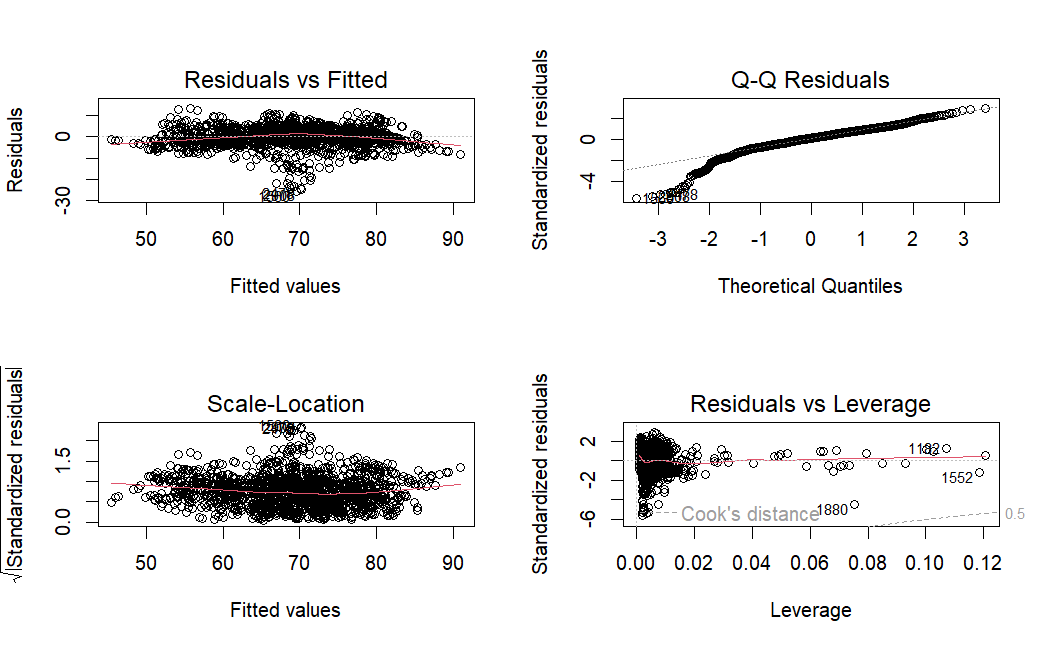 Residuals vs Fitted
Residuals
0
-30
50 60 70 80 90
Fitted values
Q-Q Residuals
Standardized residuals
0
-4
-3 -2 -1 0 1 2 3
Theoretical Quantiles
Scale-Location
√|Standardized residuals|
1.5
0.0
50 60 70 80 90
Fitted values
Residuals vs Leverage
Standardized residuals
2
-2
-6
1182
1552
1880
Cook's distance
0.5
0.00 0.02 0.04 0.06 0.08 0.10 0.12
Leverage